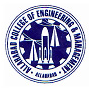 ALLAHABAD COLLEGE OF ENGINEERING & MANAGEMENT
ALLAHABAD